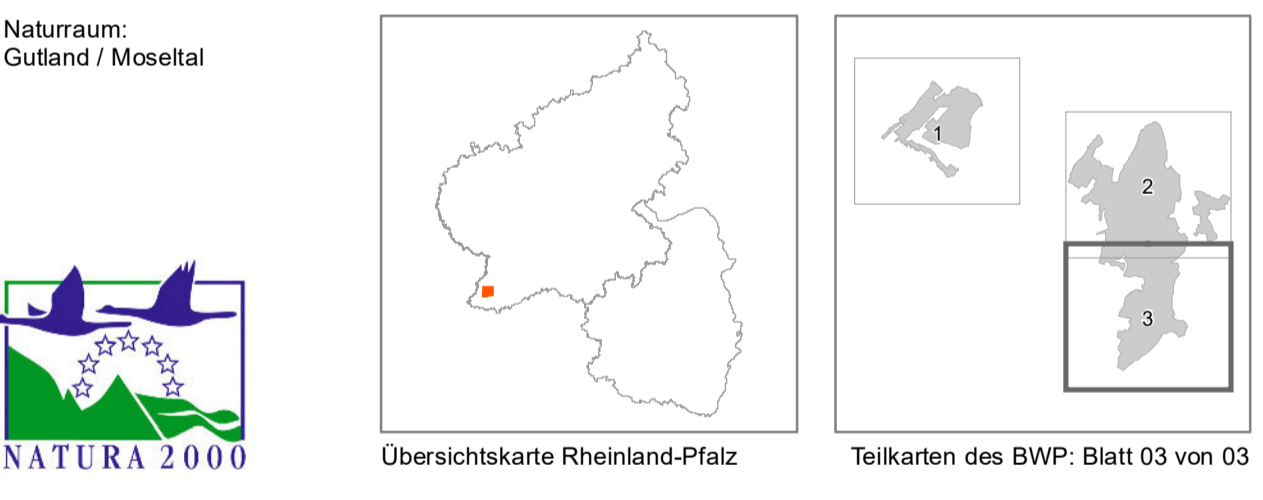 Naturraum:
Gutland / Moseltal
1
2
3
NATURA 2000
Übersichtskarte Rheinland-Pfalz
Teilkarten des BWP: Blatt 03 von 03